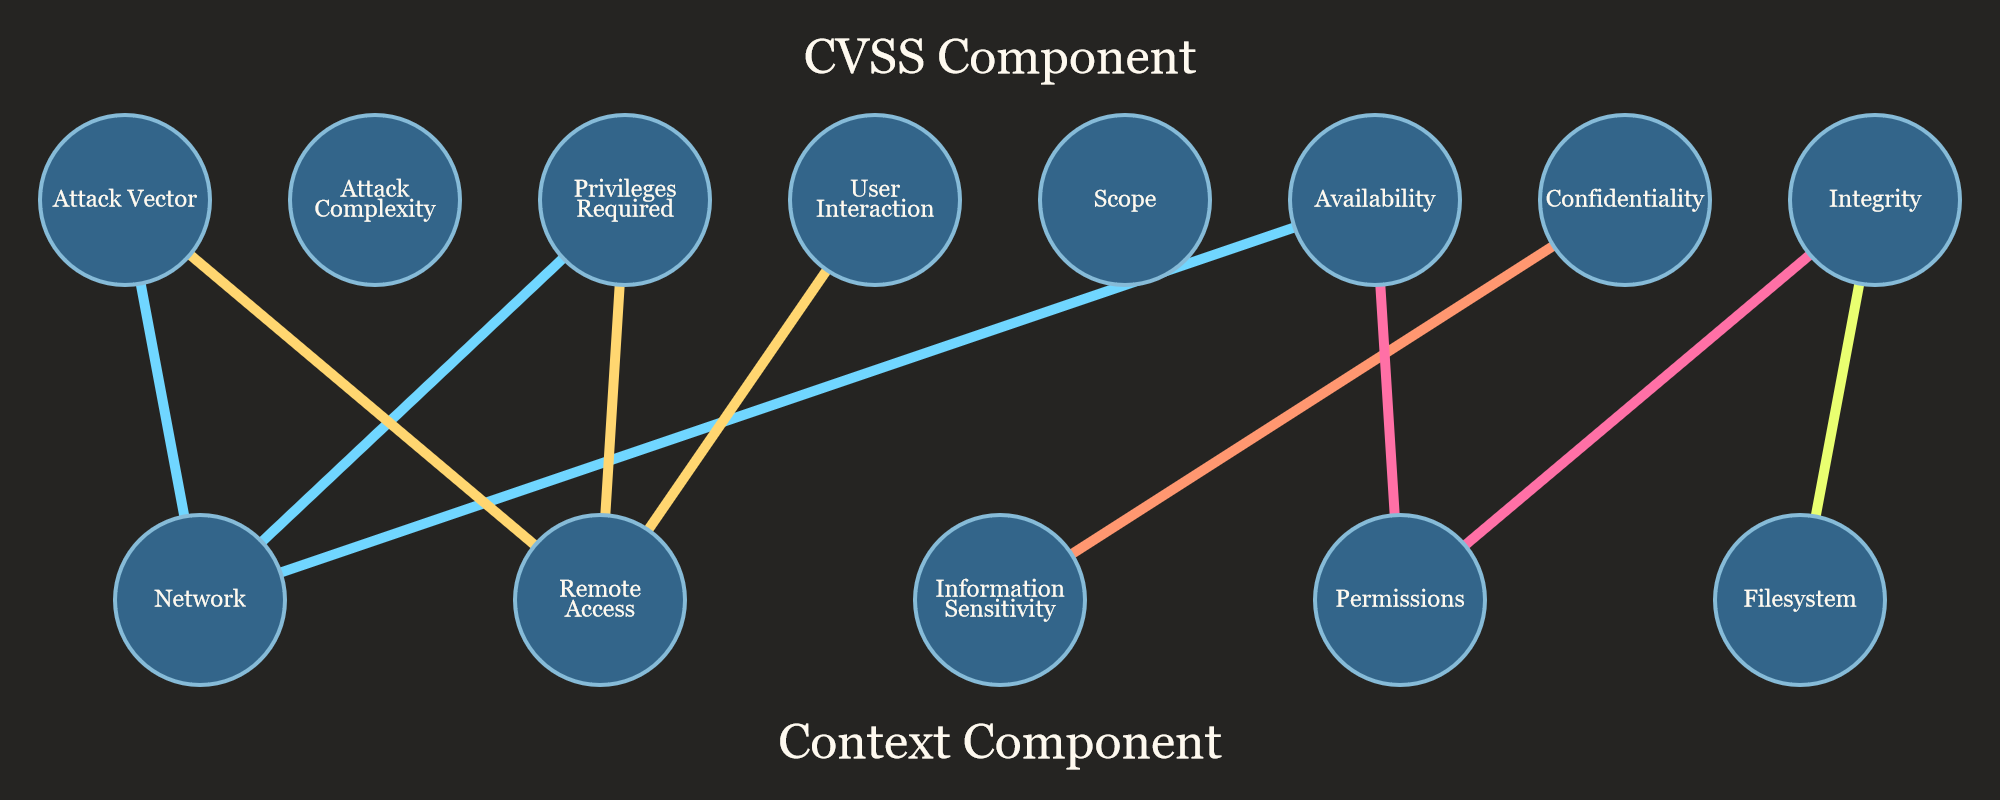 CVSS Component
Attack Vector
Attack
Complexity
Privileges
Required
User
Interaction
Scope
Availability
Confidentiality
Integrity
Network
Remote
Access
Information
Sensitivity
Permissions
Filesystem
Context Component